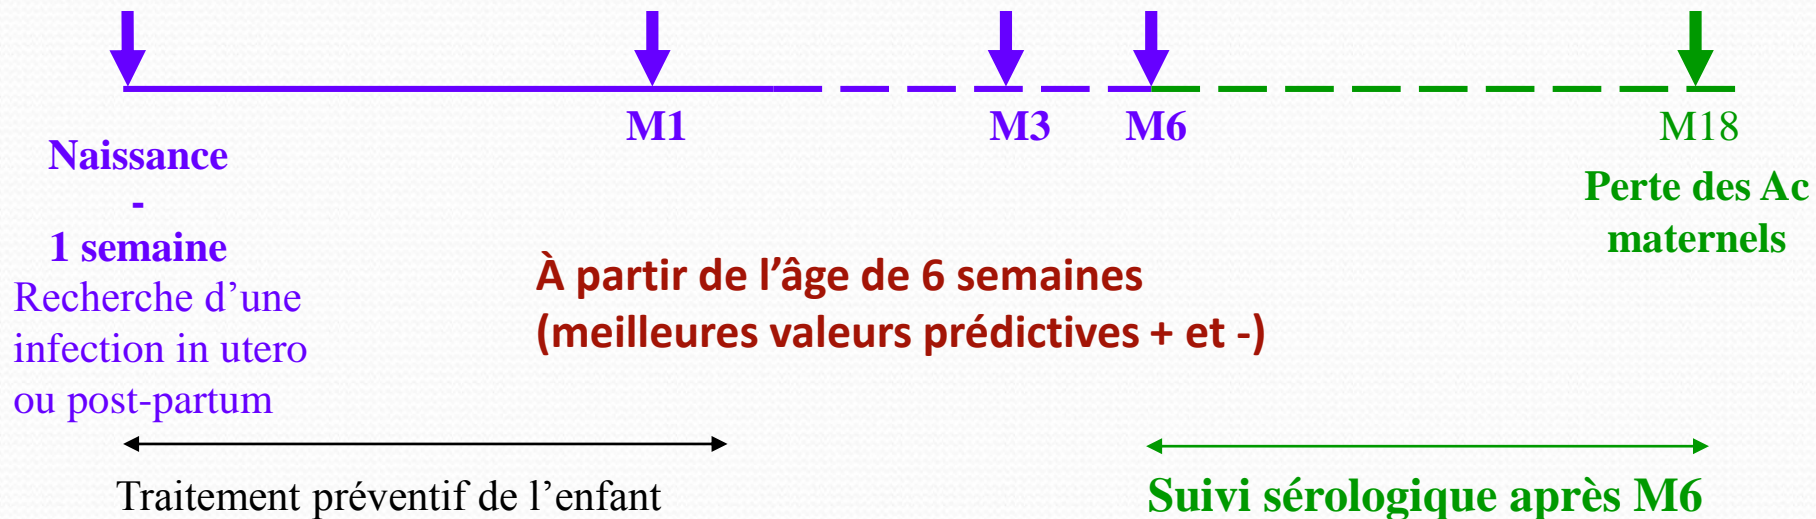 M1
M3
M6
M18
Naissance
-
1 semaine
Recherche d’une
infection in utero
ou post-partum
Perte des Ac
maternels
À partir de l’âge de 6 semaines
(meilleures valeurs prédictives + et -)
Traitement préventif de l’enfant
Suivi sérologique après M6